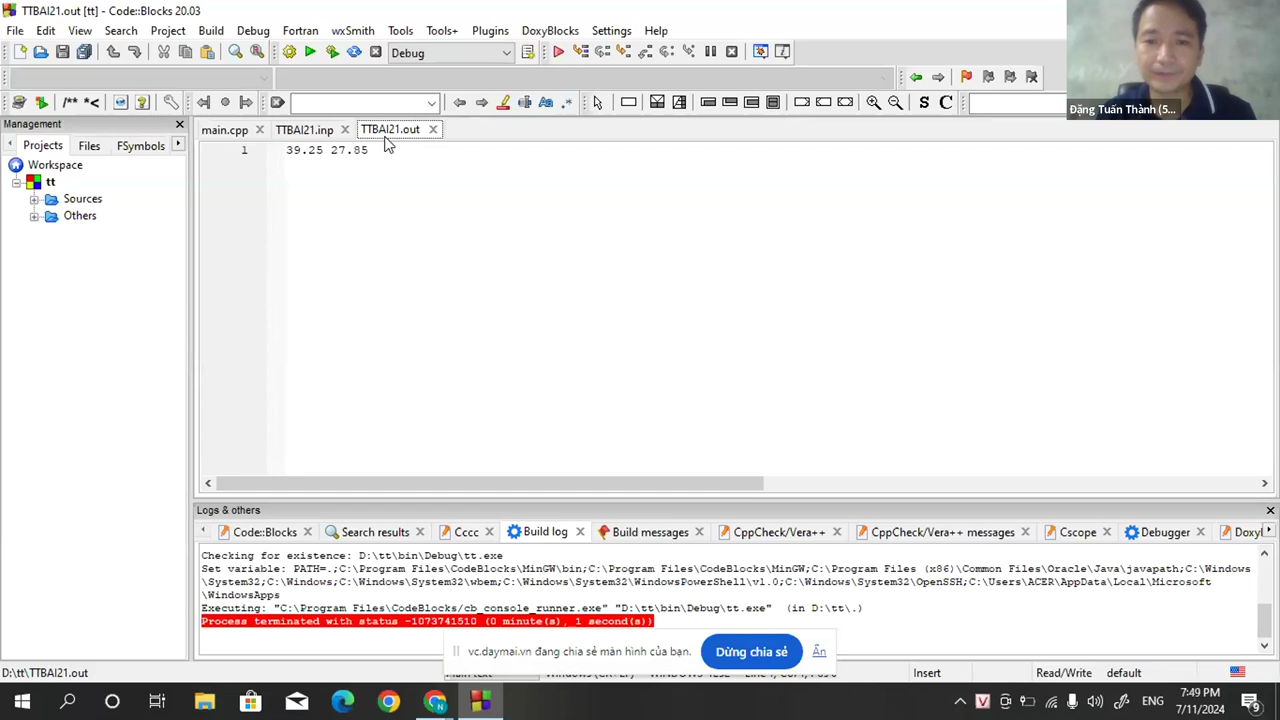 TTBAI21.out [tt] - Code::Blocks 20.03
File Edit View Search Project Build Debug Fortran wxSmith Tools Tools+ Plugins DoxyBlocks Settings Help
Debug
/** *<
S C
Đặng Tuấn Thành (5...
Management
Projects Files FSymbols
Workspace
tt
Sources
Others
main.cpp TTBAI21.inp TTBAI21.out
1 39.25 27.85
Logs & others
Code::Blocks Search results Cccc Build log Build messages CppCheck/Vera++ CppCheck/Vera++ messages Cscope Debugger DoxyI
Checking for existence: D:\tt\bin\Debug\tt.exe
Set variable: PATH=.;C:\Program Files\CodeBlocks\MinGW\bin;C:\Program Files\CodeBlocks\MinGW;C:\Program Files (x86)\Common Files\Oracle\Java\javapath;C:\Windows
\System32;C:\Windows;C:\Windows\System32\wbem;C:\Windows\System32\WindowsPowerShell\v1.0;C:\Windows\System32\OpenSSH;C:\Users\ACER\AppData\Local\Microsoft
\WindowsApps
Executing: "C:\Program Files\CodeBlocks/cb_console_runner.exe" "D:\tt\bin\Debug\tt.exe" (in D:\tt\.)
Process terminated with status -1073741510 (0 minute(s), 1 second(s))
vc.daymai.vn đang chia sẻ màn hình của bạn. Dừng chia sẻ Ẩn
D:\tt\TTBAI21.out Insert Read/Write default
ENG 7:49 PM
7/11/2024 9